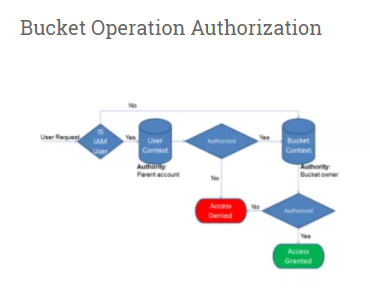 Bucket Operation Authorization
No
User Request
IS
IAM
User
Yes
User
Context
Authorized
Yes
Bucket
Context
Authority:
Parent account
Authority:
Bucket owner
No
Access
Denied
No
Authorized
Yes
Access
Granted